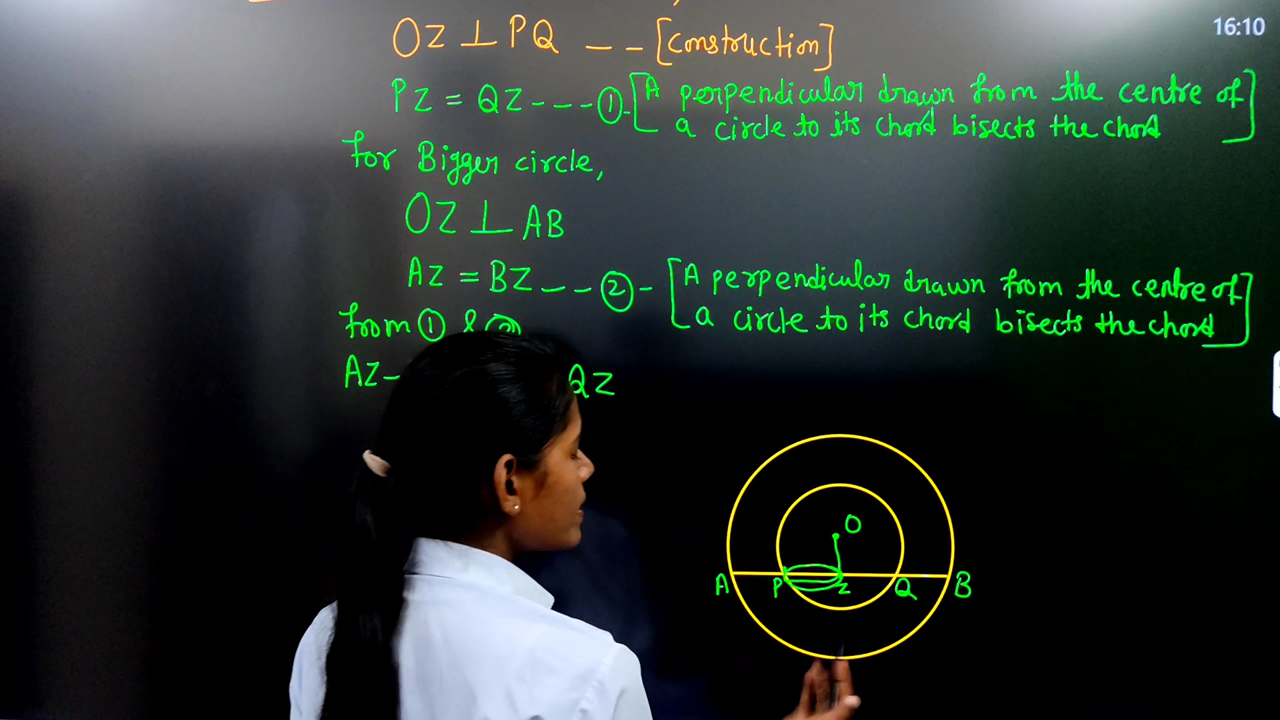 16:10
OZ ⊥ PQ -- [construction]
PZ = QZ --- ① - [A perpendicular drawn from the centre of
a circle to its chord bisects the chord]
for Bigger circle,
OZ ⊥ AB
AZ = BZ -- ② - [A perpendicular drawn from the centre of
a circle to its chord bisects the chord]
from ① & ②
AZ- QZ
O
A P Z Q B